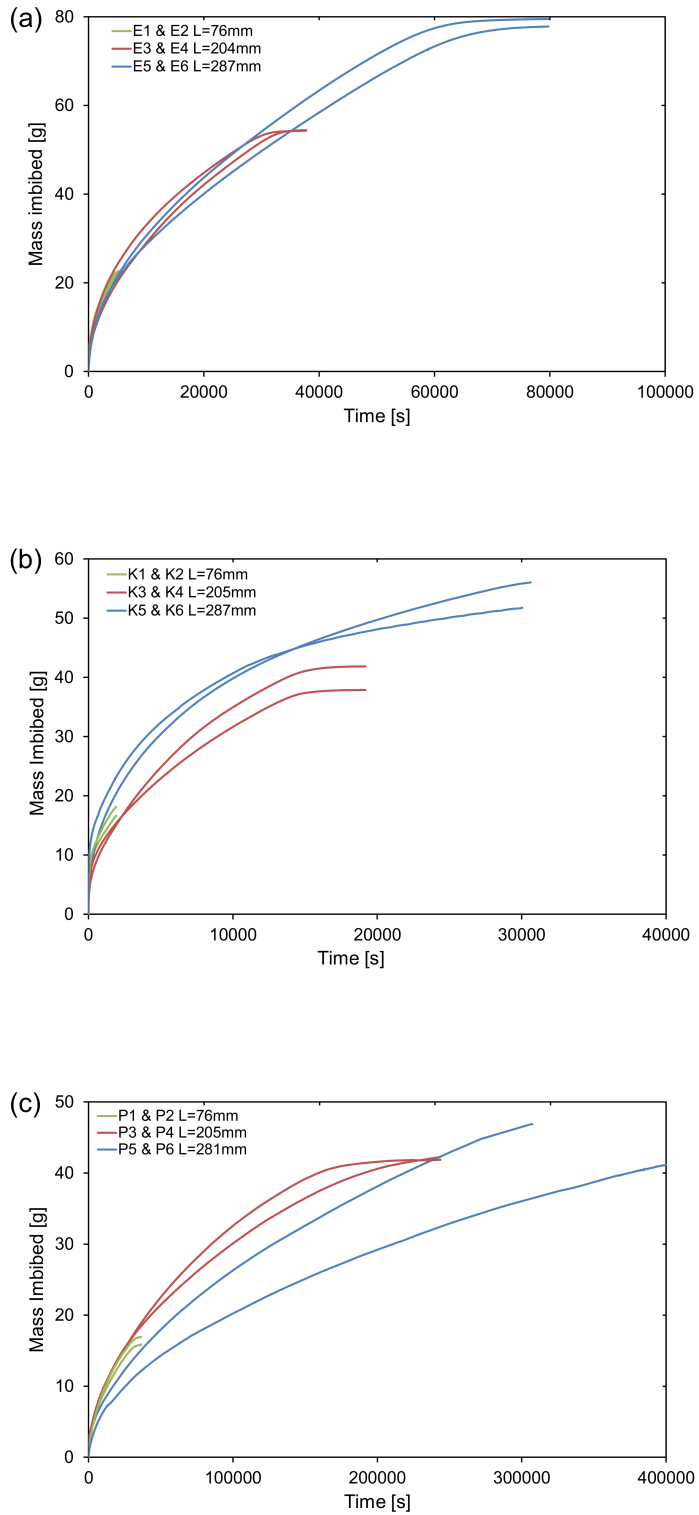 (a)
E1 & E2 L=76mm
E3 & E4 L=204mm
E5 & E6 L=287mm
80
60
40
20
0
Mass imbibed [g]
0 20000 40000 60000 80000 100000
Time [s]
(b)
K1 & K2 L=76mm
K3 & K4 L=205mm
K5 & K6 L=287mm
60
50
40
30
20
10
0
Mass Imbibed [g]
0 10000 20000 30000 40000
Time [s]
(c)
P1 & P2 L=76mm
P3 & P4 L=205mm
P5 & P6 L=281mm
50
40
30
20
10
0
Mass Imbibed [g]
0 100000 200000 300000 400000
Time [s]